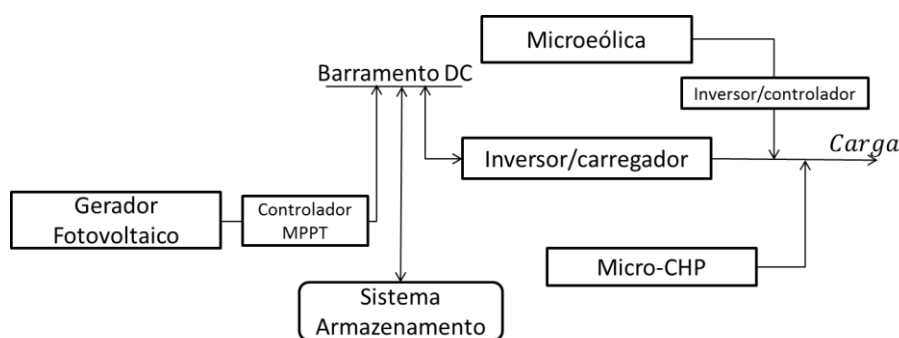 Microeólica
Barramento DC
Inversor/controlador
Carga
Inversor/carregador
Gerador
Fotovoltaico
Controlador
MPPT
Micro-CHP
Sistema
Armazenamento